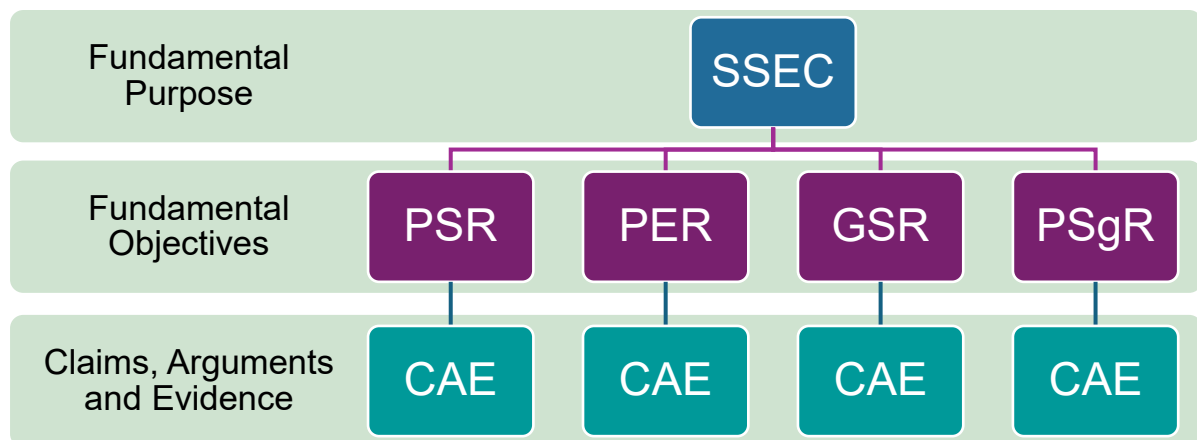 Fundamental
Purpose
SSEC
Fundamental
Objectives
PSR
PER
GSR
PSgR
Claims, Arguments
and Evidence
CAE
CAE
CAE
CAE